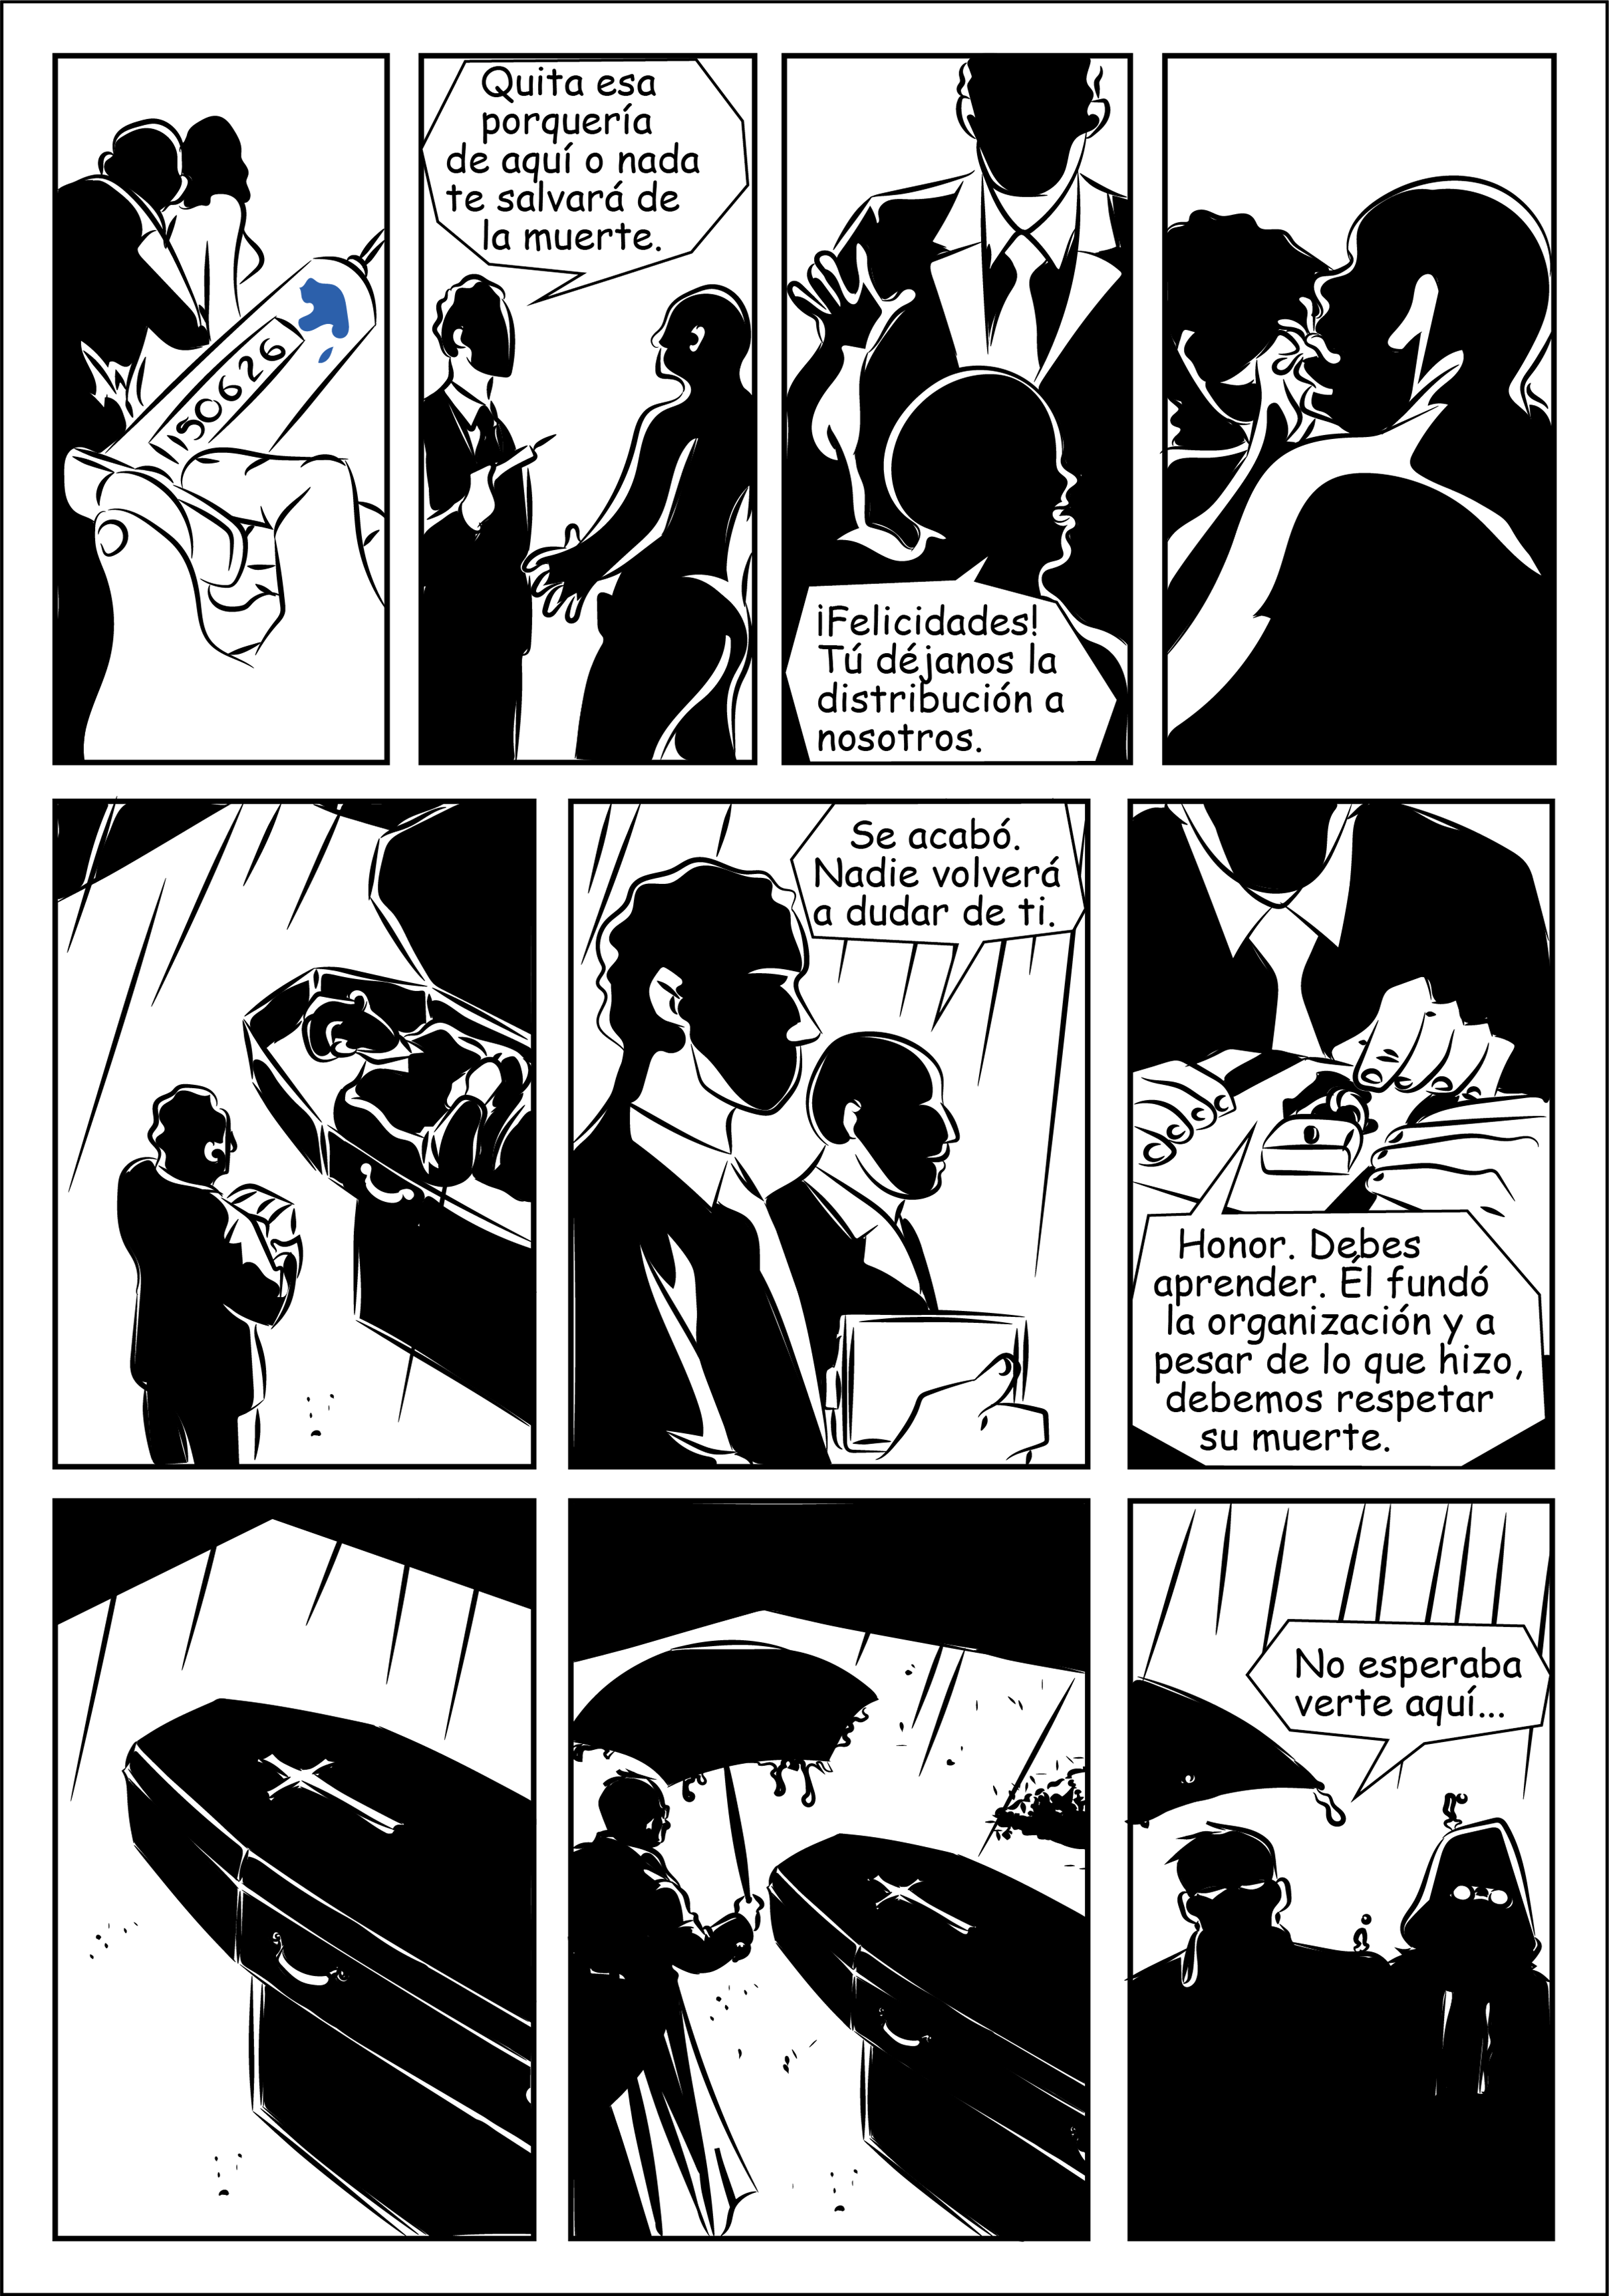 SC626
Quita esa
porquería
de aquí o nada
te salvará de
la muerte.
¡Felicidades!
Tú déjanos la
distribución a
nosotros.
Se acabó.
Nadie volverá
a dudar de ti.
Honor. Debes
aprender. Él fundó
la organización y a
pesar de lo que hizo,
debemos respetar
su muerte.
No esperaba
verte aquí...